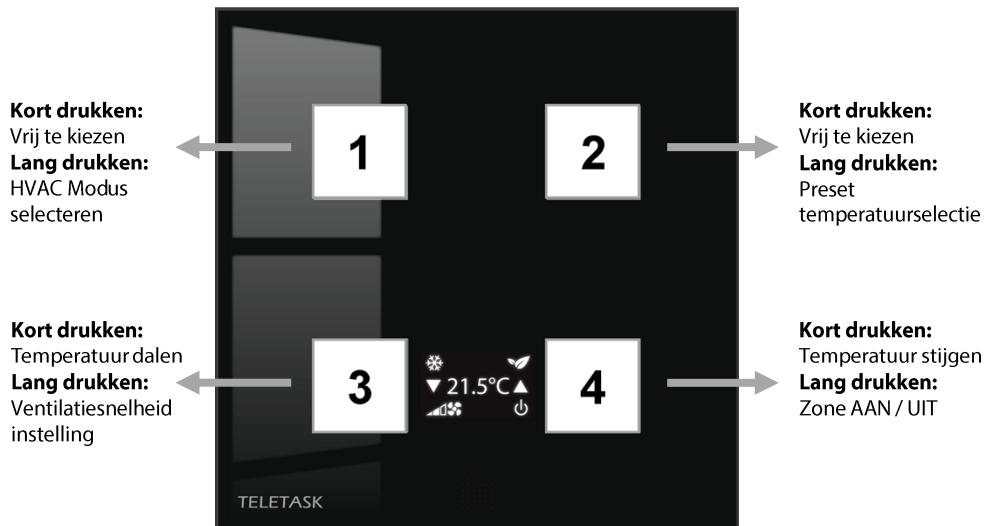 Kort drukken:
Vrij te kiezen
Lang drukken:
HVAC Modus
selecteren
1
2
Kort drukken:
Vrij te kiezen
Lang drukken:
Preset
temperatuurselectie
Kort drukken:
Temperatuur dalen
Lang drukken:
Ventilatiesnelheid
instelling
3
▼ 21.5°C ▲
4
Kort drukken:
Temperatuur stijgen
Lang drukken:
Zone AAN / UIT
TELETASK